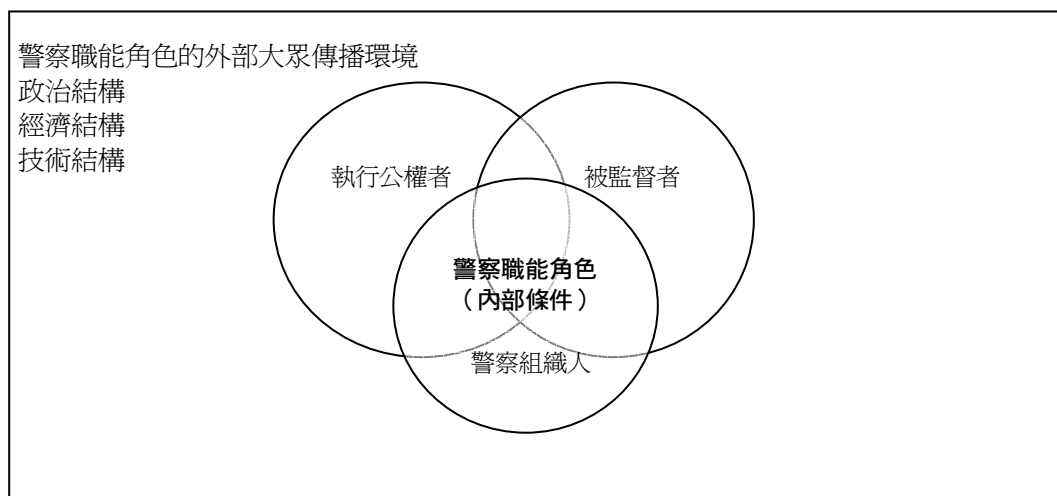 警察職能角色的外部大眾傳播環境
政治結構
經濟結構
技術結構
執行公權者
被監督者
警察職能角色
（內部條件）
警察組織人